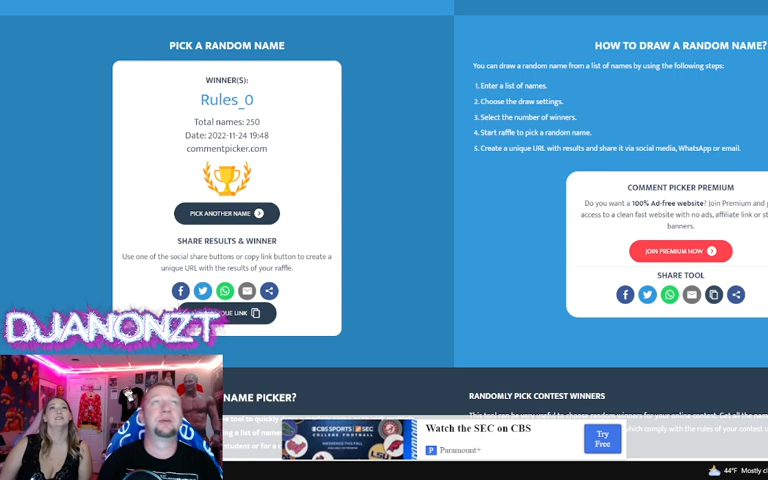 PICK A RANDOM NAME
WINNER(S):
Rules_0
Total names: 250
Date: 2022-11-24 19:48
commentpicker.com
PICK ANOTHER NAME
SHARE RESULTS & WINNER
Use one of the social share buttons or copy link button to create a
unique URL with the results of your raffle.
LINK
DJANONZ-T
HOW TO DRAW A RANDOM NAME?
You can draw a random name from a list of names by using the following steps:
1. Enter a list of names.
2. Choose the draw settings.
3. Select the number of winners.
4. Start raffle to pick a random name.
5. Create a unique URL with results and share it via social media, WhatsApp or email.
COMMENT PICKER PREMIUM
Do you want a 100% Ad-free website? Join Premium and
access to a clean fast website with no ads, affiliate link or
banners.
JOIN PREMIUM NOW
SHARE TOOL
NAME PICKER?
RANDOMLY PICK CONTEST WINNERS
CBS SPORTS SEC
COLLEGE FOOTBALL
LSU
Watch the SEC on CBS
Paramount+
Try
Free
44°F Mostly